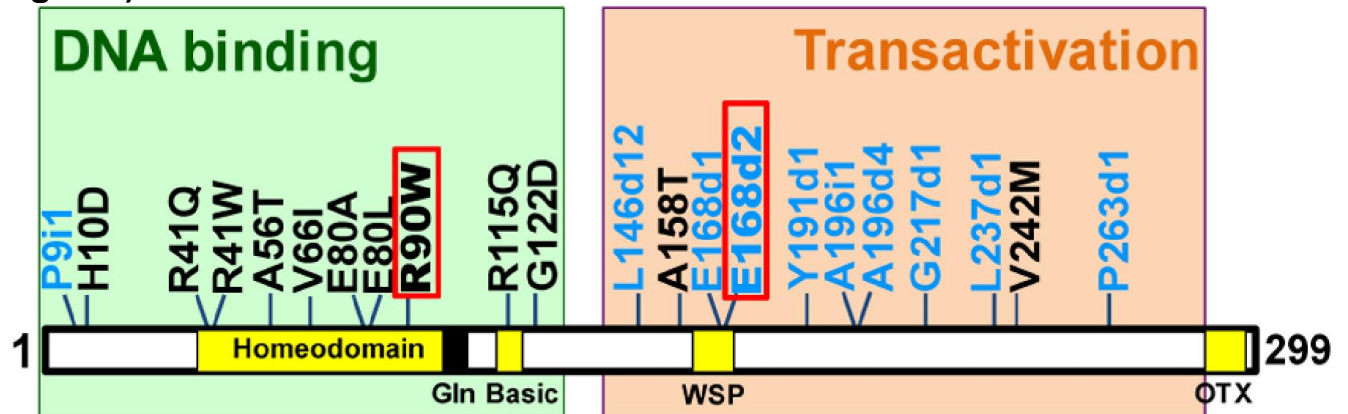 DNA binding
Transactivation
P9i1
H10D
R41Q
R41W
A56T
V66I
E80A
E80L
R90W
R115Q
G122D
L146d12
A158T
E168d1
E168d2
Y191d1
A196i1
A196d4
G217d1
L237d1
V242M
P263d1
1
Homeodomain
299
Gln Basic
WSP
OTX